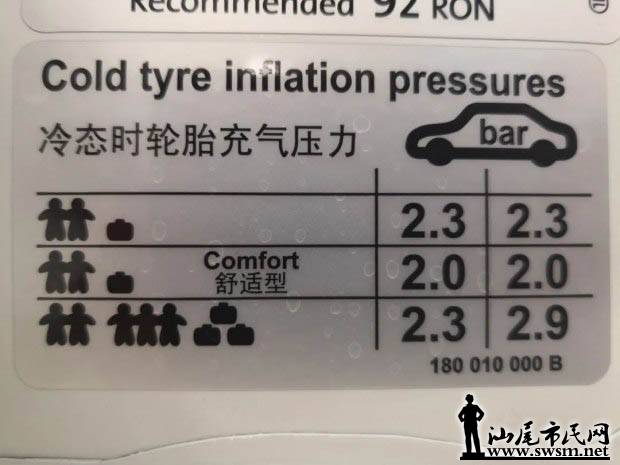 Recommended 92 RON
Cold tyre inflation pressures
冷态时轮胎充气压力
bar
2.3 2.3
Comfort 2.0 2.0
舒适型
2.3 2.9
180 010 000 B
汕尾市民网
www.swsm.net